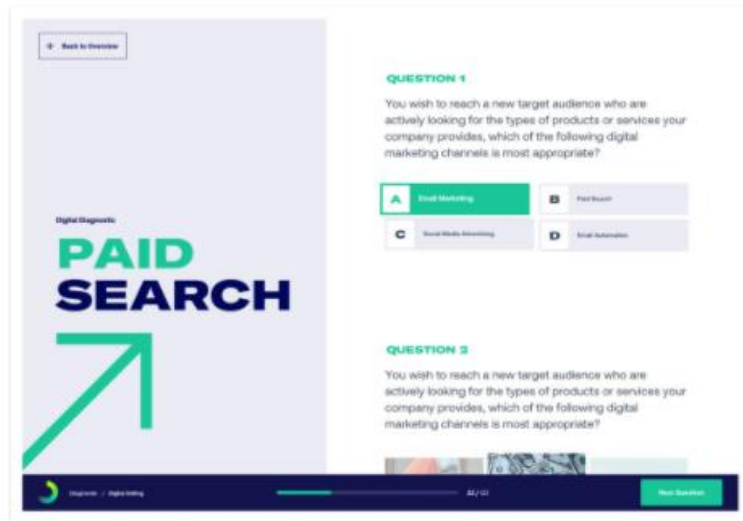 Back to Overview
Digital Diagnostic
PAID
SEARCH
QUESTION 1
You wish to reach a new target audience who are
actively looking for the types of products or services your
company provides, which of the following digital
marketing channels is most appropriate?
A Email Marketing
B Paid Search
C Social Media Advertising
D Email Automation
QUESTION 2
You wish to reach a new target audience who are
actively looking for the types of products or services your
company provides, which of the following digital
marketing channels is most appropriate?
Diagnostic / Digital Selling
Next Question